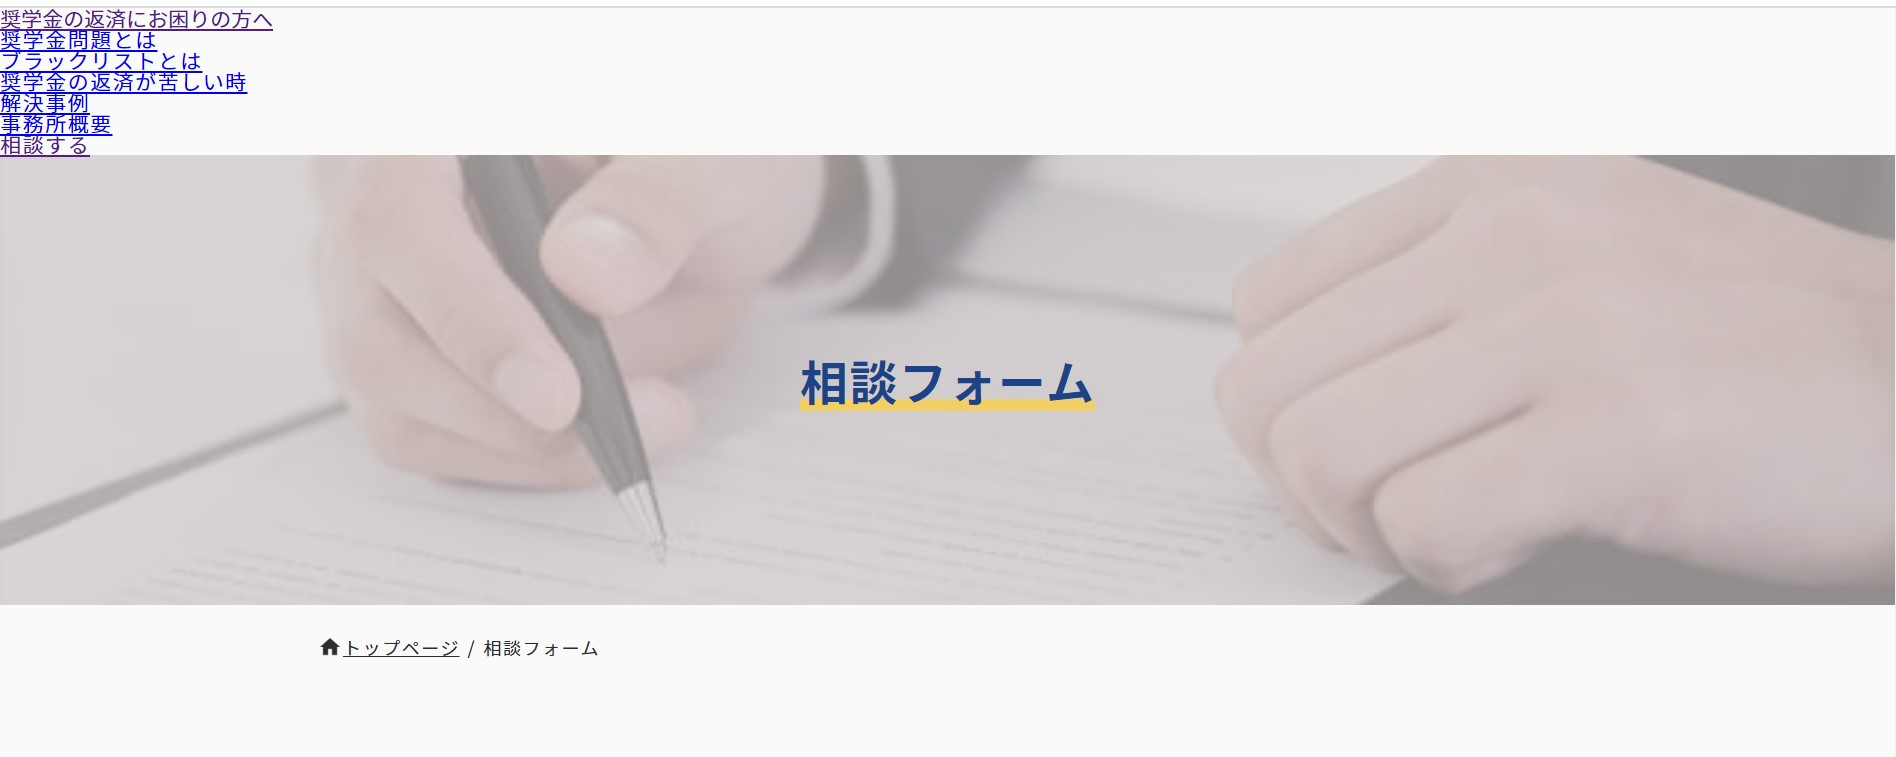 奨学金の返済にお困りの方へ
奨学金問題とは
ブラックリストとは
奨学金の返済が苦しい時
解決事例
事務所概要
相談する
相談フォーム
トップページ / 相談フォーム